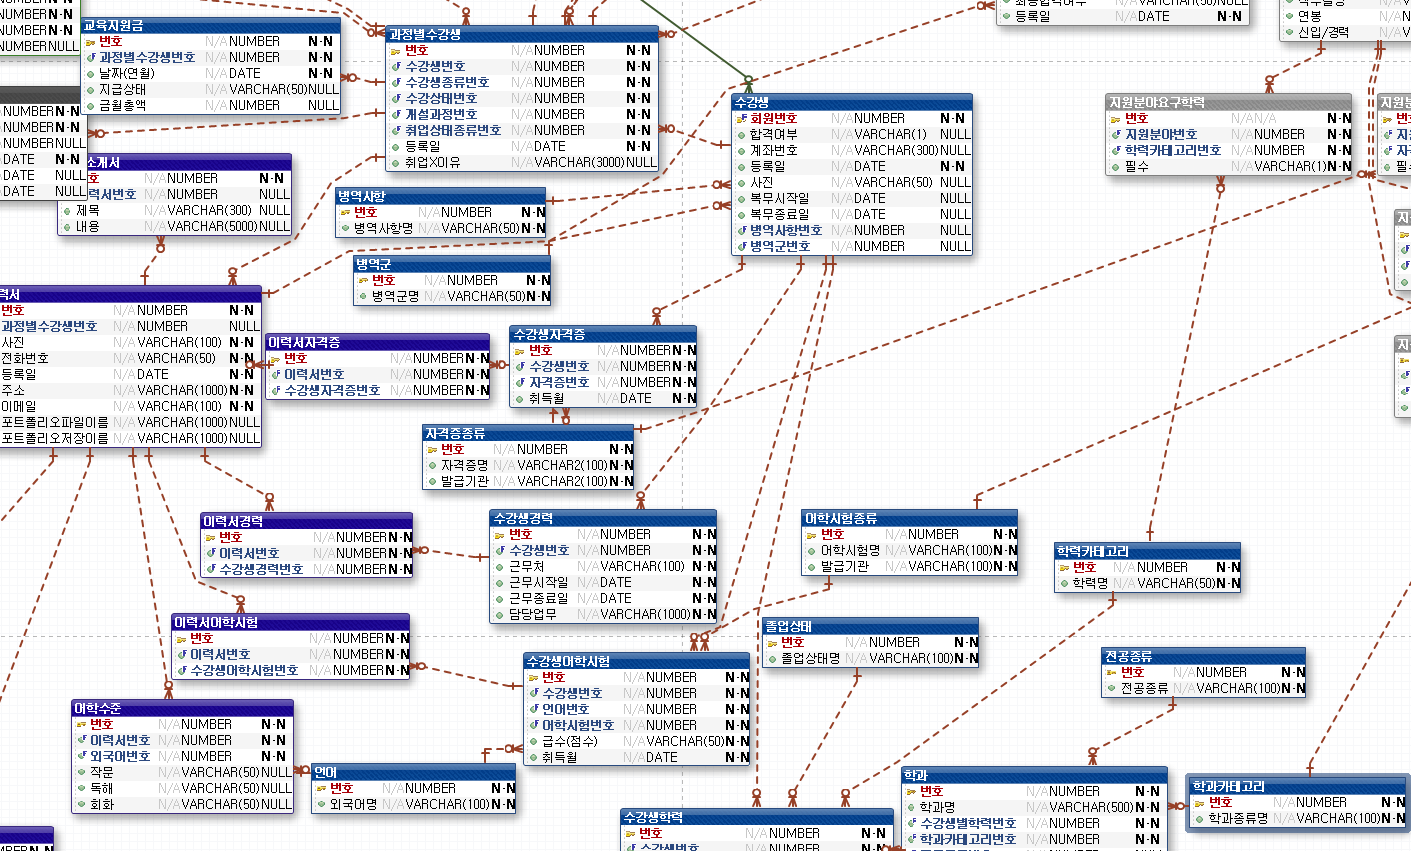 NUMBER N-N
NUMBER N-N
NUMBER N-N
NUMBER NULL
교육지원금
번호 N/A NUMBER N-N
과정별수강생번호 N/A NUMBER N-N
날짜(연월) N/A DATE N-N
지급상태 N/A VARCHAR(50) NULL
금월총액 N/A NUMBER NULL
과정별수강생
번호 N/A NUMBER N-N
수강생번호 N/A NUMBER N-N
수강생종류번호 N/A NUMBER N-N
수강상태번호 N/A NUMBER N-N
개설과정번호 N/A NUMBER N-N
취업상태종류번호 N/A NUMBER N-N
등록일 N/A DATE N-N
취업X이유 N/A VARCHAR(3000) NULL
등록일 N/A DATE N-N
연봉
신입/경력
NUMBER N-N
NUMBER NULL
NUMBER NULL
DATE N-N
DATE NULL
DATE NULL
소개서
호 N/A NUMBER N-N
력서번호 N/A NUMBER NULL
제목 N/A VARCHAR(300) NULL
내용 N/A VARCHAR(5000) NULL
수강생
회원번호 N/A NUMBER N-N
합격여부 N/A VARCHAR(1) NULL
계좌번호 N/A VARCHAR(300) NULL
등록일 N/A DATE N-N
사진 N/A VARCHAR(50) NULL
복무시작일 N/A DATE NULL
복무종료일 N/A DATE NULL
병역사항번호 N/A NUMBER NULL
병역군번호 N/A NUMBER NULL
지원분야요구학력
번호 N/A N/A N-N
지원분야번호 N/A NUMBER N-N
학력카테고리번호 N/A NUMBER N-N
필수 N/A VARCHAR(1) N-N
지원분
병역사항
번호 N/A NUMBER N-N
병역사항명 N/A VARCHAR(50) N-N
병역군
번호 N/A NUMBER N-N
병역군명 N/A VARCHAR(50) N-N
력서
번호 N/A NUMBER N-N
과정별수강생번호 N/A NUMBER NULL
사진 N/A VARCHAR(100) N-N
전화번호 N/A VARCHAR(50) N-N
등록일 N/A DATE N-N
주소 N/A VARCHAR(1000) N-N
이메일 N/A VARCHAR(100) N-N
포트폴리오파일이름 N/A VARCHAR(1000) NULL
포트폴리오저장이름 N/A VARCHAR(1000) NULL
이력서자격증
번호 N/A NUMBER N-N
이력서번호 N/A NUMBER N-N
수강생자격증번호 N/A NUMBER N-N
수강생자격증
번호 N/A NUMBER N-N
수강생번호 N/A NUMBER N-N
자격증번호 N/A NUMBER N-N
취득월 N/A DATE N-N
자격증종류
번호 N/A NUMBER N-N
자격증명 N/A VARCHAR2(100) N-N
발급기관 N/A VARCHAR2(100) N-N
이력서경력
번호 N/A NUMBER N-N
이력서번호 N/A NUMBER N-N
수강생경력번호 N/A NUMBER N-N
수강생경력
번호 N/A NUMBER N-N
수강생번호 N/A NUMBER N-N
근무처 N/A VARCHAR(100) N-N
근무시작일 N/A DATE N-N
근무종료일 N/A DATE N-N
담당업무 N/A VARCHAR(1000) N-N
어학시험종류
번호 N/A NUMBER N-N
어학시험명 N/A VARCHAR(100) N-N
발급기관 N/A VARCHAR(100) N-N
학력카테고리
번호 N/A NUMBER N-N
학력명 N/A VARCHAR(50) N-N
이력서어학시험
번호 N/A NUMBER N-N
이력서번호 N/A NUMBER N-N
수강생어학시험번호 N/A NUMBER N-N
졸업상태
번호 N/A NUMBER N-N
졸업상태명 N/A VARCHAR(100) N-N
수강생어학시험
번호 N/A NUMBER N-N
수강생번호 N/A NUMBER N-N
언어번호 N/A NUMBER N-N
어학시험번호 N/A NUMBER N-N
급수(점수) N/A VARCHAR(50) N-N
취득월 N/A DATE N-N
전공종류
번호 N/A NUMBER N-N
전공종류 N/A VARCHAR(100) N-N
어학수준
번호 N/A NUMBER N-N
이력서번호 N/A NUMBER N-N
외국어번호 N/A NUMBER N-N
작문 N/A VARCHAR(50) NULL
독해 N/A VARCHAR(50) NULL
회화 N/A VARCHAR(50) NULL
언어
번호 N/A NUMBER N-N
외국어명 N/A VARCHAR(100) N-N
학과
번호 N/A NUMBER N-N
학과명 N/A VARCHAR(500) N-N
수강생별학력번호 N/A NUMBER N-N
학과카테고리번호 N/A NUMBER N-N
학과카테고리
번호 N/A NUMBER N-N
학과종류명 N/A VARCHAR(100) N-N
수강생학력
번호 N/A NUMBER N-N
수강생번호 N/A NUMBER N-N